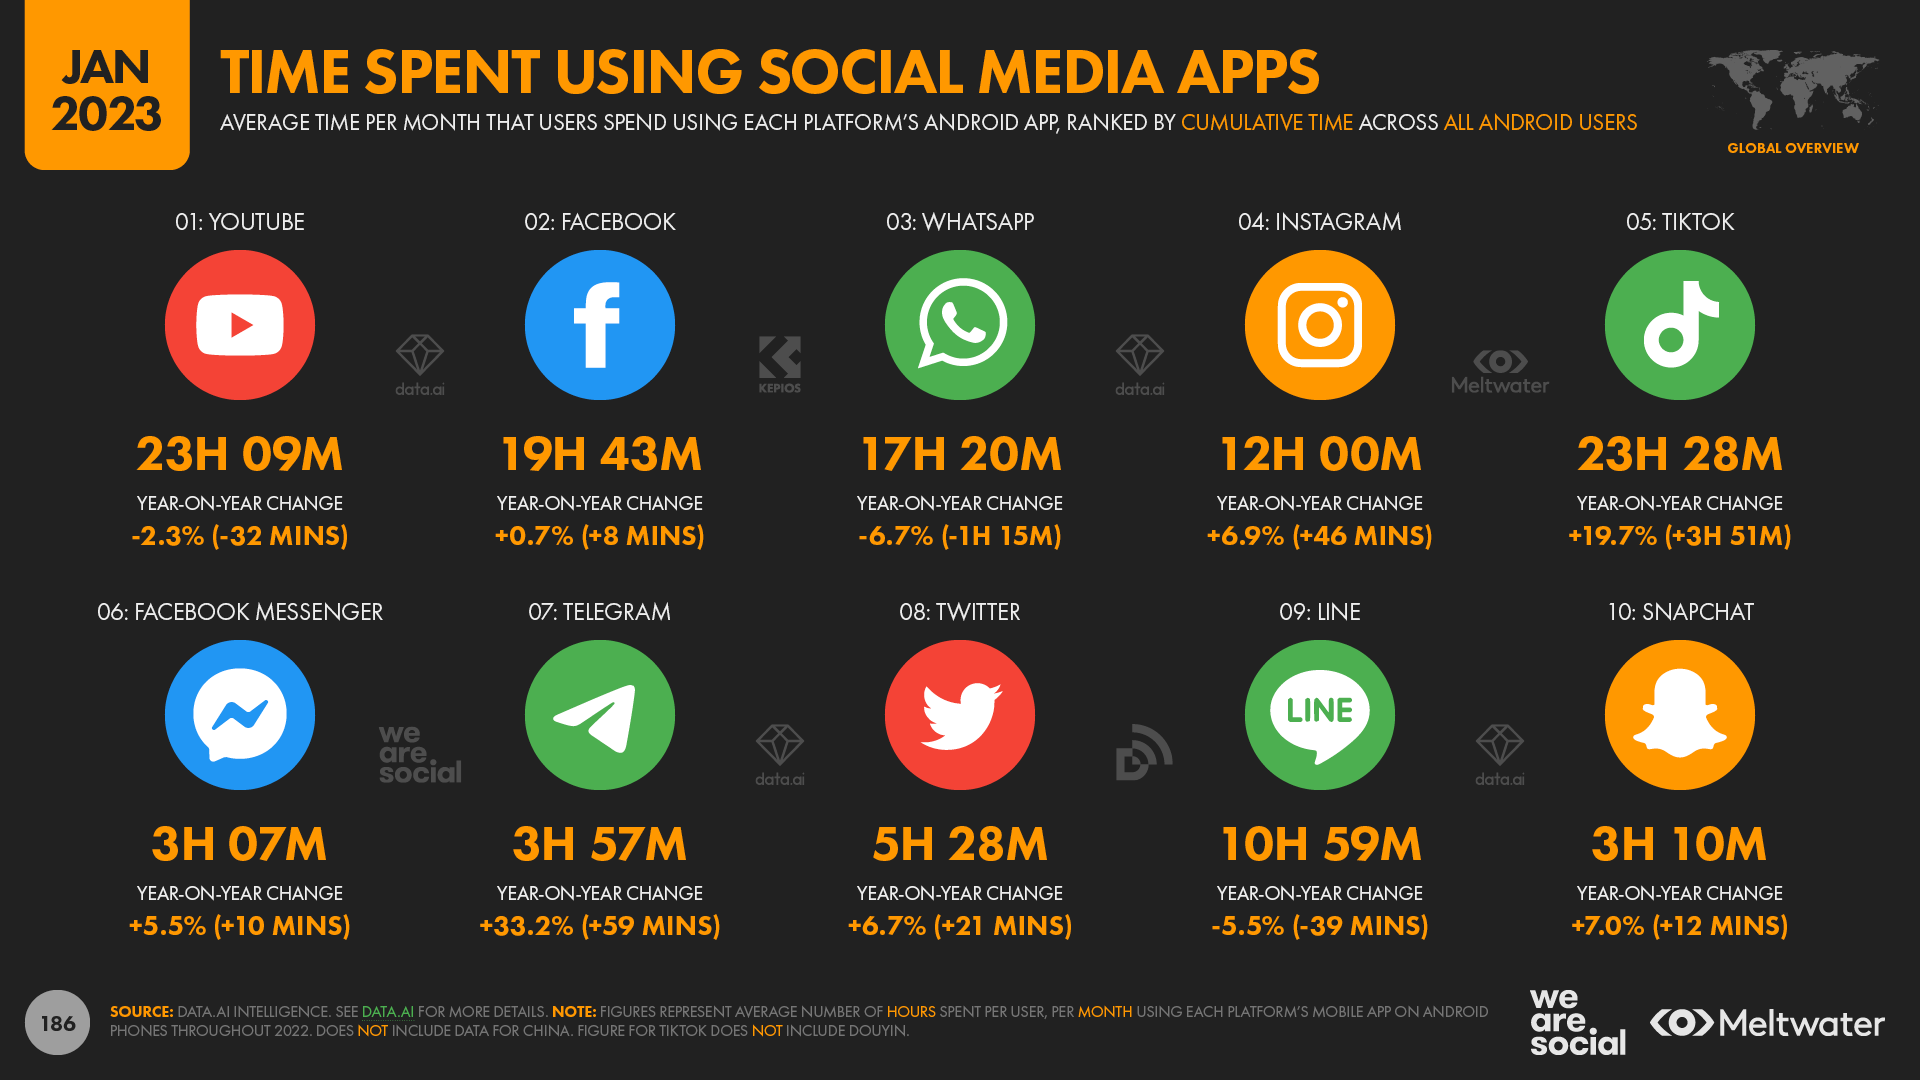 JAN
2023
TIME SPENT USING SOCIAL MEDIA APPS
AVERAGE TIME PER MONTH THAT USERS SPEND USING EACH PLATFORM'S ANDROID APP, RANKED BY CUMULATIVE TIME ACROSS ALL ANDROID USERS
GLOBAL OVERVIEW
01: YOUTUBE
23H 09M
YEAR-ON-YEAR CHANGE
-2.3% (-32 MINS)
data.ai
02: FACEBOOK
19H 43M
YEAR-ON-YEAR CHANGE
+0.7% (+8 MINS)
KEPIOS
03: WHATSAPP
17H 20M
YEAR-ON-YEAR CHANGE
-6.7% (-1H 15M)
data.ai
04: INSTAGRAM
12H 00M
YEAR-ON-YEAR CHANGE
+6.9% (+46 MINS)
Meltwater
05: TIKTOK
23H 28M
YEAR-ON-YEAR CHANGE
+19.7% (+3H 51M)
06: FACEBOOK MESSENGER
3H 07M
YEAR-ON-YEAR CHANGE
+5.5% (+10 MINS)
we
are
social
07: TELEGRAM
3H 57M
YEAR-ON-YEAR CHANGE
+33.2% (+59 MINS)
data.ai
08: TWITTER
5H 28M
YEAR-ON-YEAR CHANGE
+6.7% (+21 MINS)
09: LINE
LINE
10H 59M
YEAR-ON-YEAR CHANGE
-5.5% (-39 MINS)
data.ai
10: SNAPCHAT
3H 10M
YEAR-ON-YEAR CHANGE
+7.0% (+12 MINS)
186
SOURCE: DATA.AI INTELLIGENCE. SEE DATA.AI FOR MORE DETAILS. NOTE: FIGURES REPRESENT AVERAGE NUMBER OF HOURS SPENT PER USER, PER MONTH USING EACH PLATFORM'S MOBILE APP ON ANDROID
PHONES THROUGHOUT 2022. DOES NOT INCLUDE DATA FOR CHINA. FIGURE FOR TIKTOK DOES NOT INCLUDE DOUYIN.
we
are
social
Meltwater